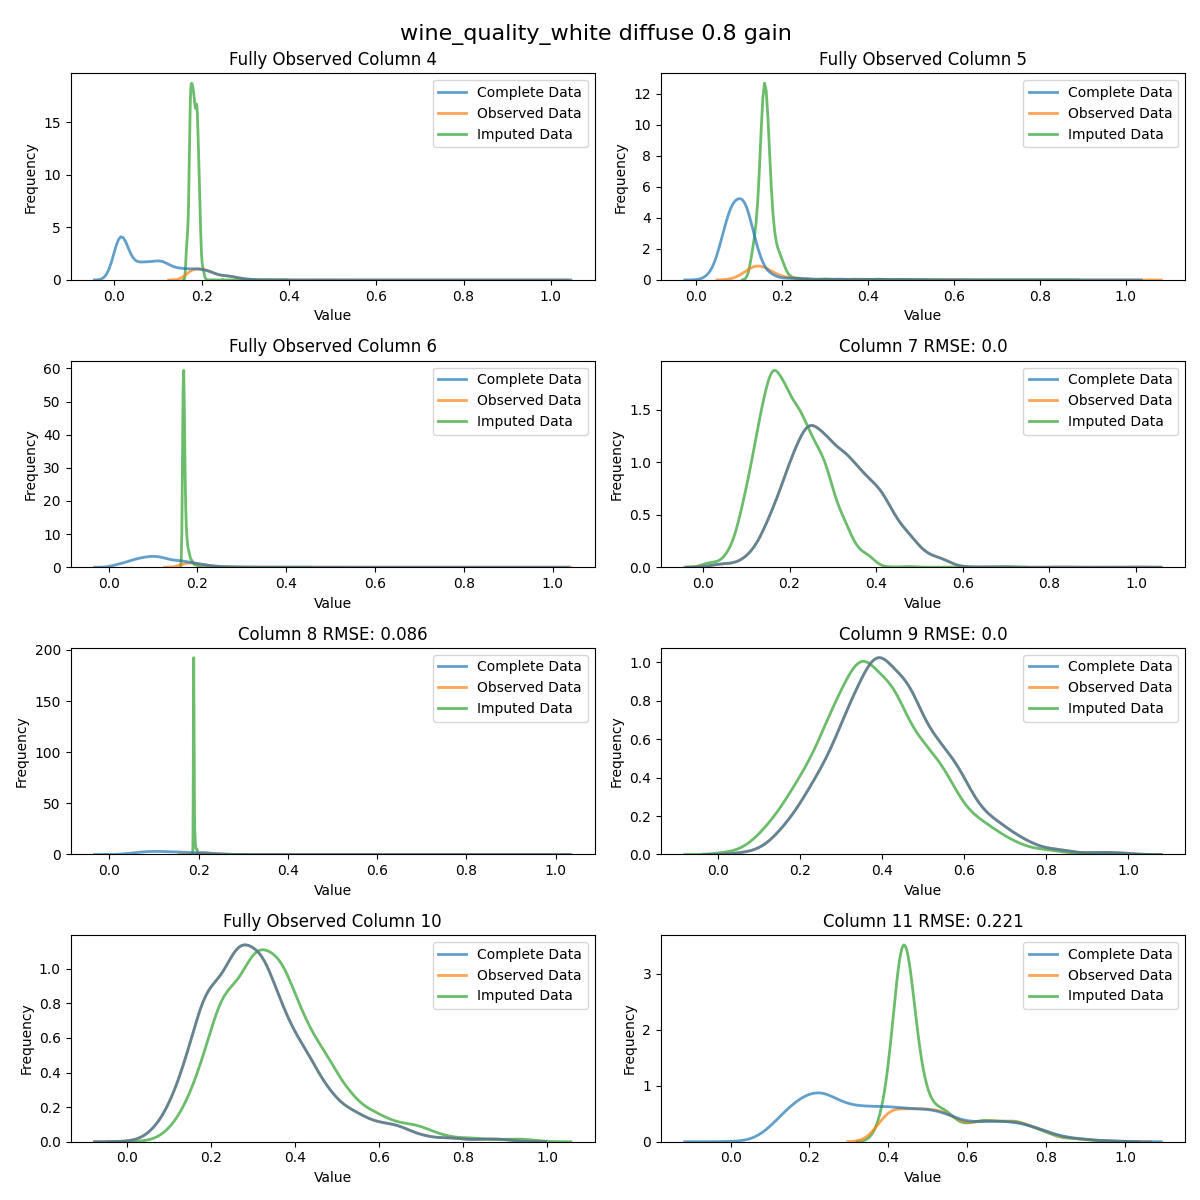 wine_quality_white diffuse 0.8 gain
Fully Observed Column 4
Complete Data
Observed Data
Imputed Data
Frequency
15
10
5
0
0.0 0.2 0.4 0.6 0.8 1.0
Value
Fully Observed Column 5
Complete Data
Observed Data
Imputed Data
Frequency
12
10
8
6
4
2
0
0.0 0.2 0.4 0.6 0.8 1.0
Value
Fully Observed Column 6
Complete Data
Observed Data
Imputed Data
Frequency
60
50
40
30
20
10
0
0.0 0.2 0.4 0.6 0.8 1.0
Value
Column 7 RMSE: 0.0
Complete Data
Observed Data
Imputed Data
Frequency
1.5
1.0
0.5
0.0
0.0 0.2 0.4 0.6 0.8 1.0
Value
Column 8 RMSE: 0.086
Complete Data
Observed Data
Imputed Data
Frequency
200
150
100
50
0
0.0 0.2 0.4 0.6 0.8 1.0
Value
Column 9 RMSE: 0.0
Complete Data
Observed Data
Imputed Data
Frequency
1.0
0.8
0.6
0.4
0.2
0.0
0.0 0.2 0.4 0.6 0.8 1.0
Value
Fully Observed Column 10
Complete Data
Observed Data
Imputed Data
Frequency
1.0
0.8
0.6
0.4
0.2
0.0
0.0 0.2 0.4 0.6 0.8 1.0
Value
Column 11 RMSE: 0.221
Complete Data
Observed Data
Imputed Data
Frequency
3
2
1
0
0.0 0.2 0.4 0.6 0.8 1.0
Value